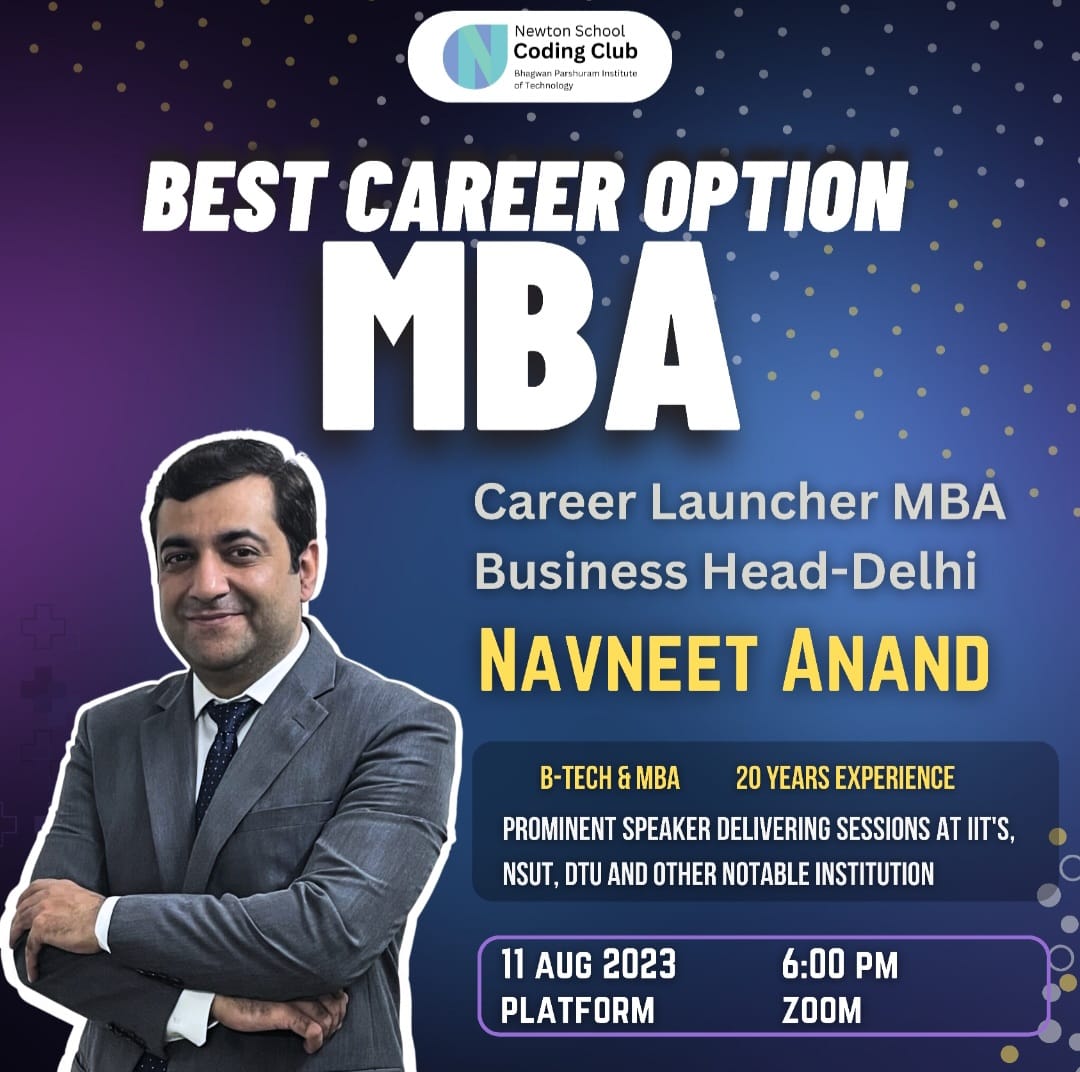 Newton School
Coding Club
Bhagwan Parshuram Institute
of Technology
BEST CAREER OPTION
MBA
Career Launcher MBA
Business Head-Delhi
NAVNEET ANAND
B-TECH & MBA 20 YEARS EXPERIENCE
PROMINENT SPEAKER DELIVERING SESSIONS AT IIT'S,
NSUT, DTU AND OTHER NOTABLE INSTITUTION
11 AUG 2023 6:00 PM
PLATFORM ZOOM